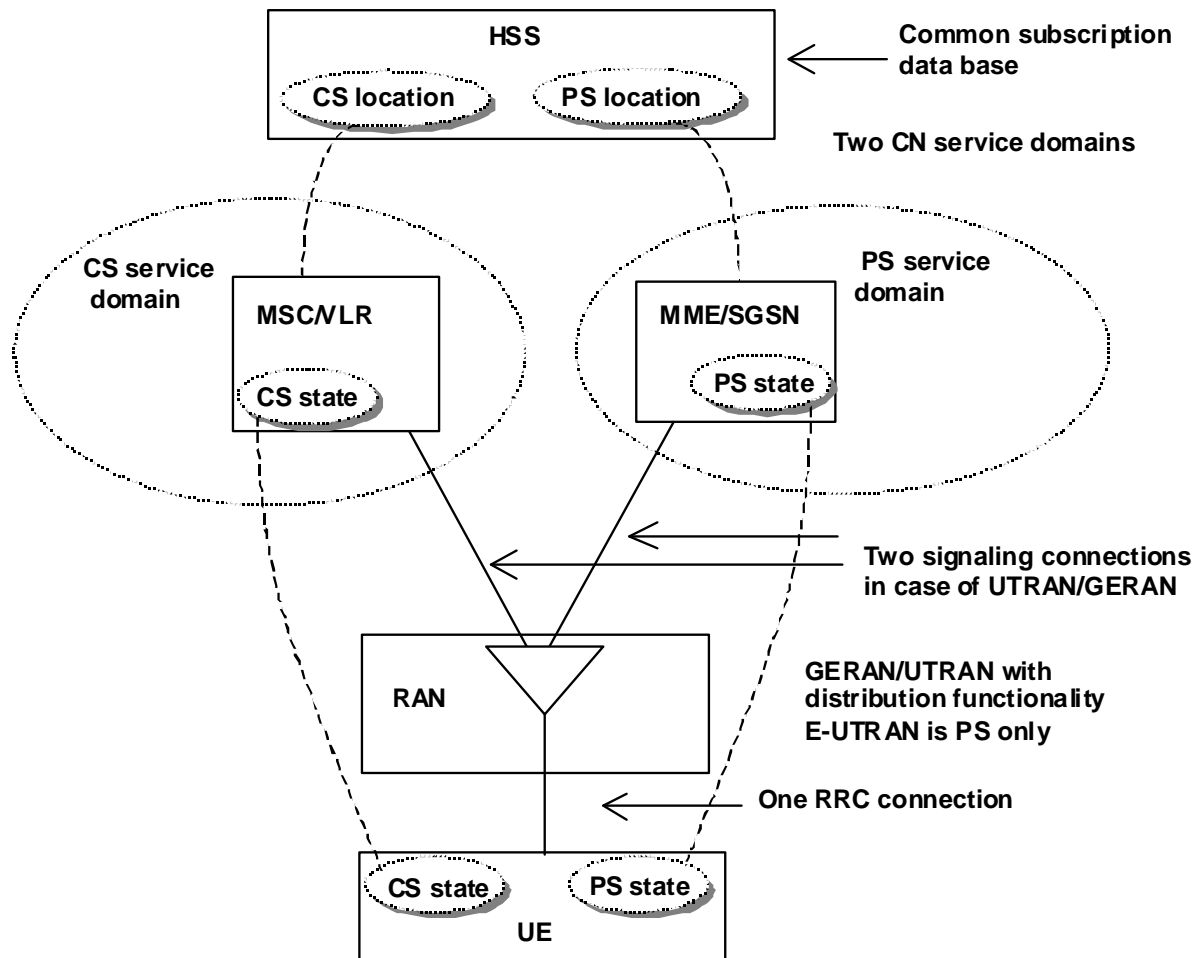 HSS
Common subscription
data base
CS location
PS location
Two CN service domains
CS service
domain
PS service
domain
MSC/VLR
MME/SGSN
CS state
PS state
Two signaling connections
in case of UTRAN/GERAN
RAN
GERAN/UTRAN with
distribution functionality
E-UTRAN is PS only
One RRC connection
CS state
PS state
UE